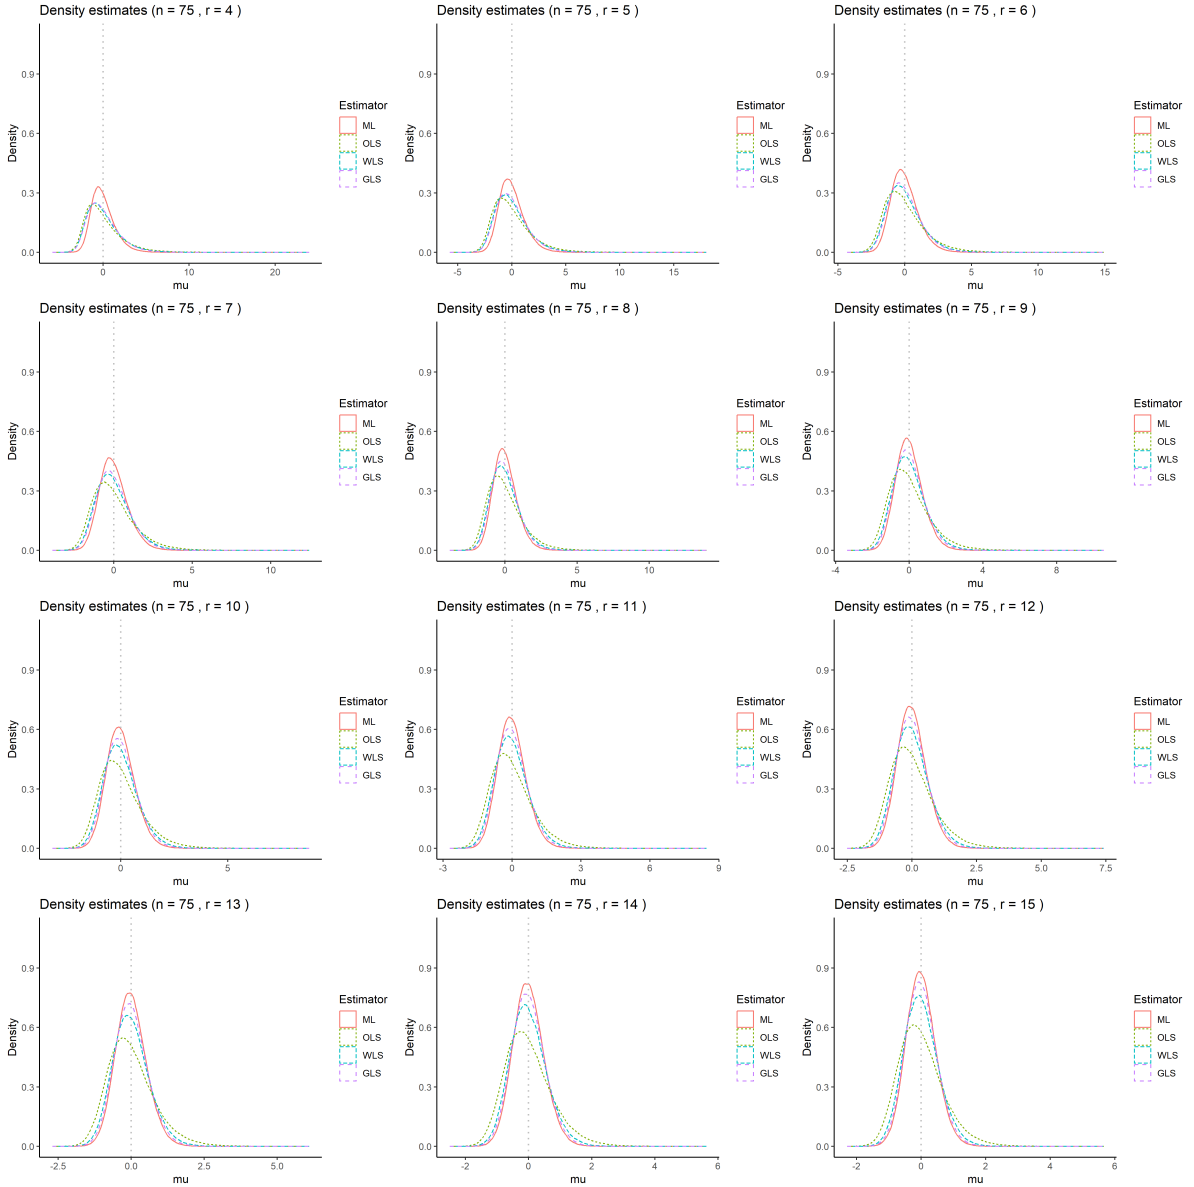 Density estimates (n = 75 , r = 4 )
Density
0.9
0.6
0.3
0.0
0 10 20
mu
Estimator
ML
OLS
WLS
GLS
Density estimates (n = 75 , r = 5 )
Density
0.9
0.6
0.3
0.0
-5 0 5 10 15
mu
Estimator
ML
OLS
WLS
GLS
Density estimates (n = 75 , r = 6 )
Density
0.9
0.6
0.3
0.0
-5 0 5 10 15
mu
Estimator
ML
OLS
WLS
GLS
Density estimates (n = 75 , r = 7 )
Density
0.9
0.6
0.3
0.0
0 5 10
mu
Estimator
ML
OLS
WLS
GLS
Density estimates (n = 75 , r = 8 )
Density
0.9
0.6
0.3
0.0
0 5 10
mu
Estimator
ML
OLS
WLS
GLS
Density estimates (n = 75 , r = 9 )
Density
0.9
0.6
0.3
0.0
-4 0 4 8
mu
Estimator
ML
OLS
WLS
GLS
Density estimates (n = 75 , r = 10 )
Density
0.9
0.6
0.3
0.0
0 5
mu
Estimator
ML
OLS
WLS
GLS
Density estimates (n = 75 , r = 11 )
Density
0.9
0.6
0.3
0.0
-3 0 3 6 9
mu
Estimator
ML
OLS
WLS
GLS
Density estimates (n = 75 , r = 12 )
Density
0.9
0.6
0.3
0.0
-2.5 0.0 2.5 5.0 7.5
mu
Estimator
ML
OLS
WLS
GLS
Density estimates (n = 75 , r = 13 )
Density
0.9
0.6
0.3
0.0
-2.5 0.0 2.5 5.0
mu
Estimator
ML
OLS
WLS
GLS
Density estimates (n = 75 , r = 14 )
Density
0.9
0.6
0.3
0.0
-2 0 2 4 6
mu
Estimator
ML
OLS
WLS
GLS
Density estimates (n = 75 , r = 15 )
Density
0.9
0.6
0.3
0.0
-2 0 2 4 6
mu
Estimator
ML
OLS
WLS
GLS